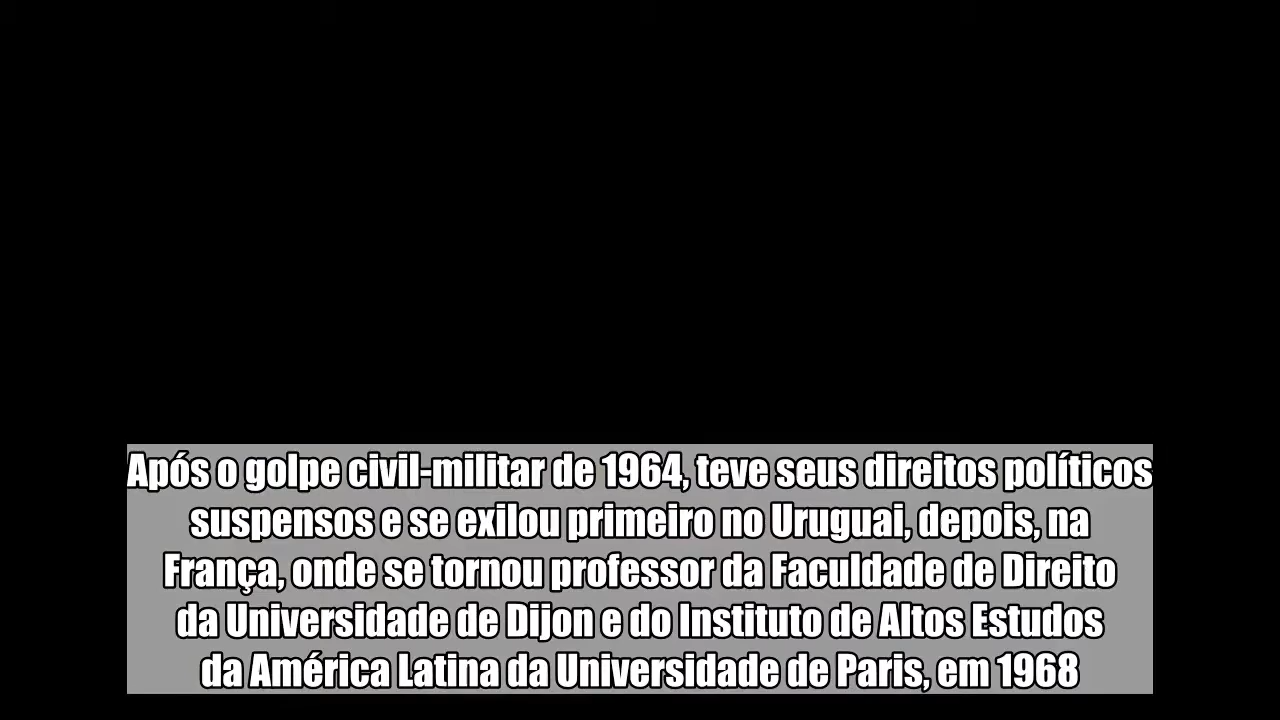 Após o golpe civil-militar de 1964, teve seus direitos políticos
suspensos e se exilou primeiro no Uruguai, depois, na
França, onde se tornou professor da Faculdade de Direito
da Universidade de Dijon e do Instituto de Altos Estudos
da América Latina da Universidade de Paris, em 1968